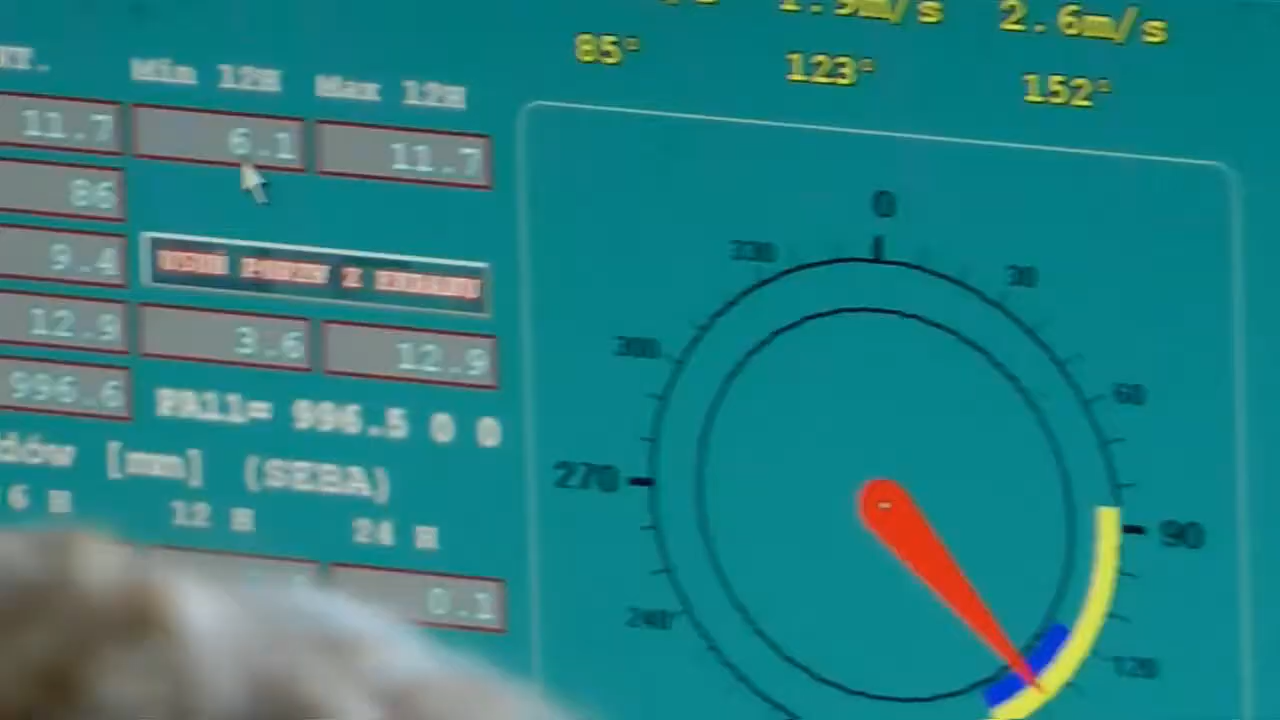 1.9m/s 2.6m/s
85° 123° 152°
Min 12H Max 12H
11.7 6.1 11.7
86
9.4
12.9 3.6 12.9
996.6
PA11= 996.5 0 0
[mm] (SEBA)
6 H 12 H 24 H
0.1
0
330 30
300 60
270 90
240 120